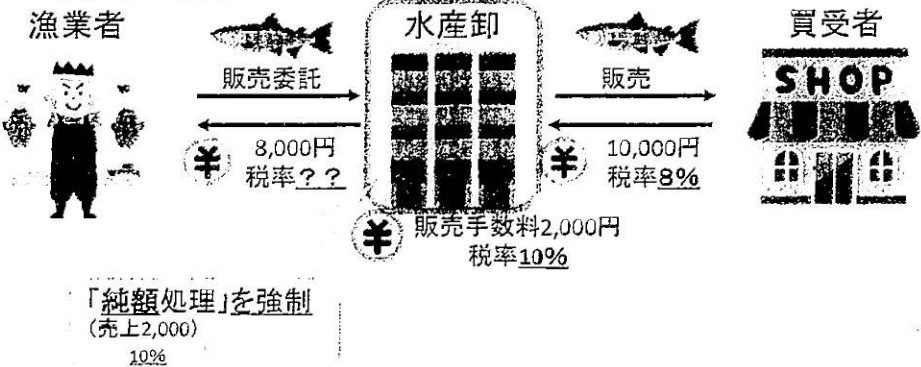 漁業者
水産卸
買受者
販売委託
販売
SHOP
¥
8,000円
税率??
¥
10,000円
税率8%
¥
販売手数料2,000円
税率10%
「純額処理」を強制
(売上2,000)
10%